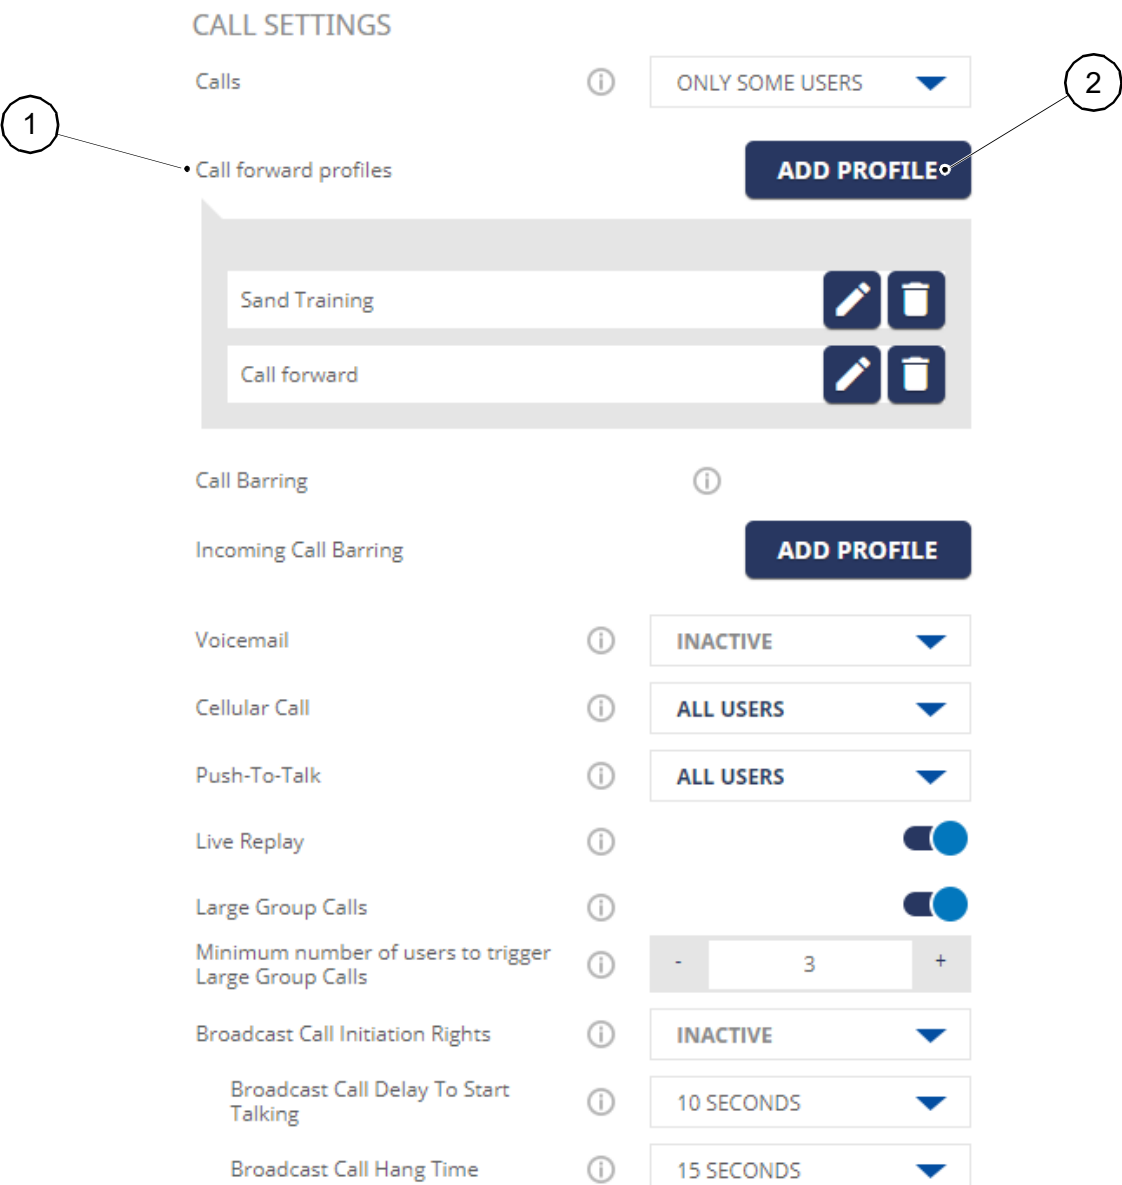 CALL SETTINGS
Calls
ONLY SOME USERS
2
1
Call forward profiles
ADD PROFILE
Sand Training
Call forward
Call Barring
Incoming Call Barring
ADD PROFILE
Voicemail
INACTIVE
Cellular Call
ALL USERS
Push-To-Talk
ALL USERS
Live Replay
Large Group Calls
Minimum number of users to trigger
Large Group Calls
- 3 +
Broadcast Call Initiation Rights
INACTIVE
Broadcast Call Delay To Start
Talking
10 SECONDS
Broadcast Call Hang Time
15 SECONDS